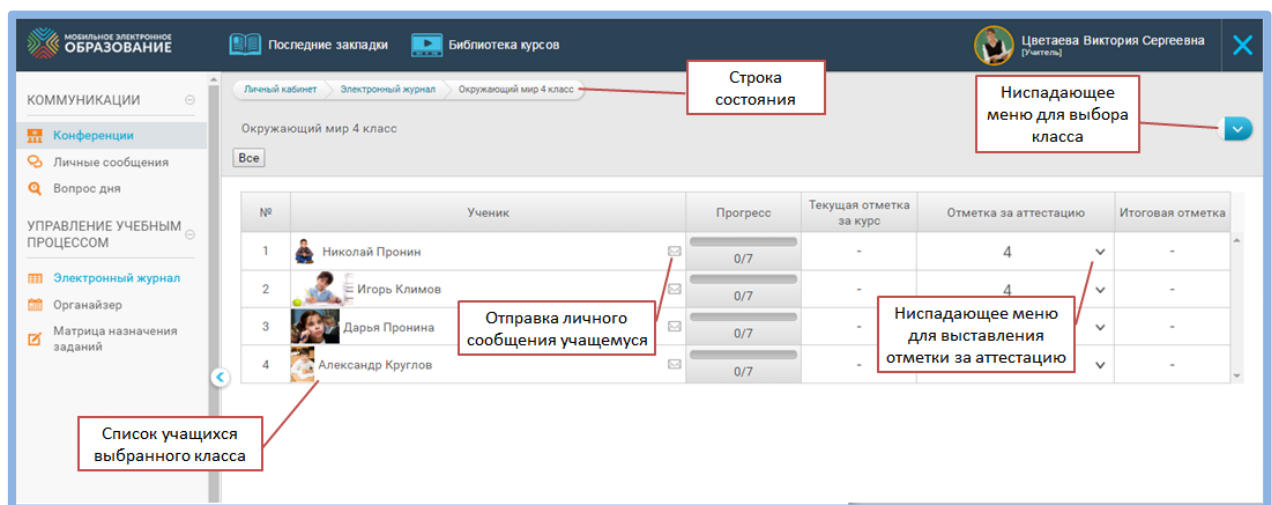 МОБИЛЬНОЕ ЭЛЕКТРОННОЕ
ОБРАЗОВАНИЕ
Последние закладки
Библиотека курсов
Цветаева Виктория Сергеевна
[Учитель]
КОММУНИКАЦИИ
Конференции
Личные сообщения
Вопрос дня
УПРАВЛЕНИЕ УЧЕБНЫМ
ПРОЦЕССОМ
Электронный журнал
Органайзер
Матрица назначения
заданий
Личный кабинет
Электронный журнал
Окружающий мир 4 класс
Строка
состояния
Ниспадающее
меню для выбора
класса
Окружающий мир 4 класс
Все
№ Ученик Прогресс Текущая отметка за курс Отметка за аттестацию Итоговая отметка
1 Николай Пронин 0/7 - 4 -
2 Игорь Климов 0/7 - 4 -
3 Дарья Пронина 0/7 - -
4 Александр Круглов 0/7 - -
Отправка личного
сообщения учащемуся
Ниспадающее меню
для выставления
отметки за аттестацию
Список учащихся
выбранного класса